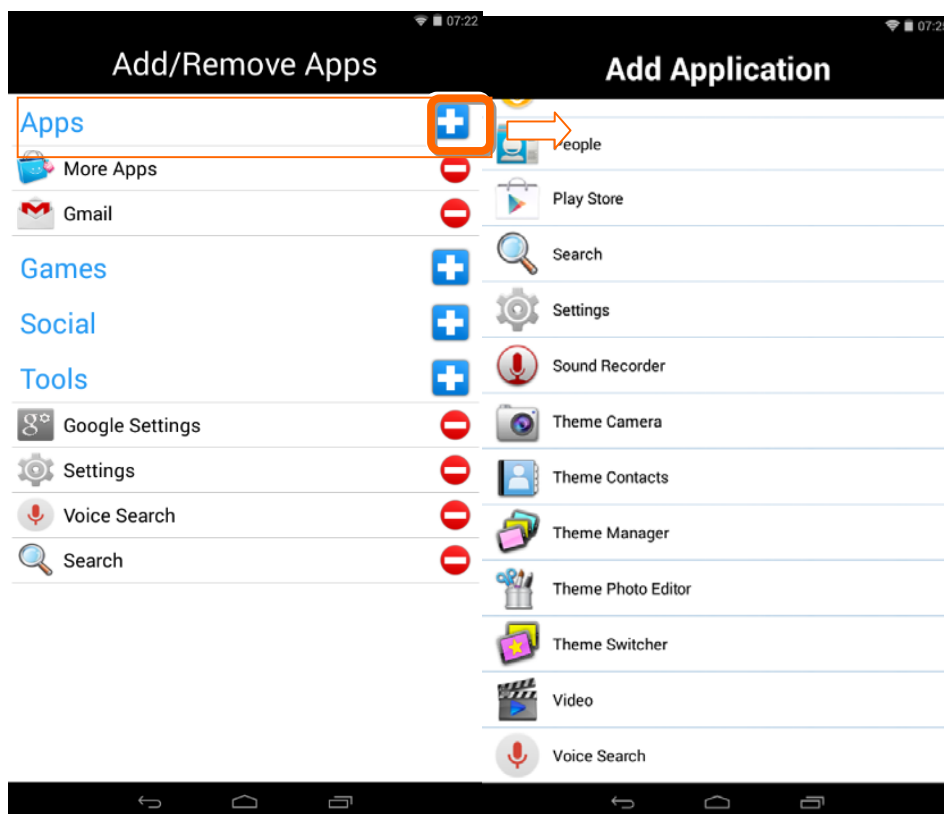 07:22
Add/Remove Apps
Apps
More Apps
Gmail
Games
Social
Tools
Google Settings
Settings
Voice Search
Search
Add Application
People
Play Store
Search
Settings
Sound Recorder
Theme Camera
Theme Contacts
Theme Manager
Theme Photo Editor
Theme Switcher
Video
Voice Search